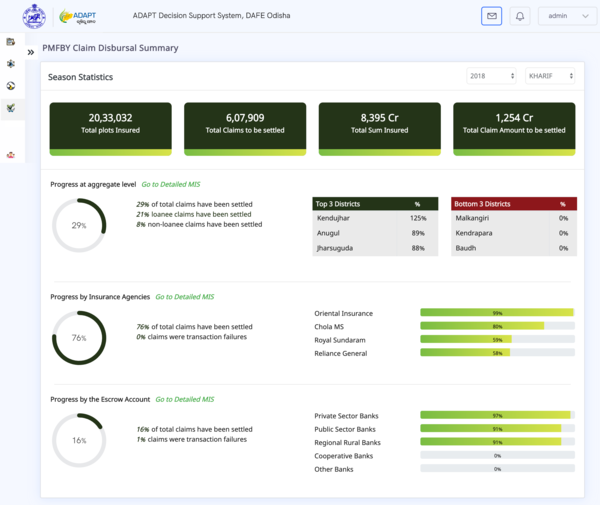 ADAPT
ADAPT Decision Support System, DAFE Odisha
admin
PMFBY Claim Disbursal Summary
Season Statistics
2018
KHARIF
20,33,032
Total plots Insured
6,07,909
Total Claims to be settled
8,395 Cr
Total Sum Insured
1,254 Cr
Total Claim Amount to be settled
Progress at aggregate level Go to Detailed MIS
29%
29% of total claims have been settled
21% loanee claims have been settled
8% non-loanee claims have been settled
Top 3 Districts %
Kendujhar 125%
Anugul 89%
Jharsuguda 88%
Bottom 3 Districts %
Malkangiri 0%
Kendrapara 0%
Baudh 0%
Progress by Insurance Agencies Go to Detailed MIS
76%
76% of total claims have been settled
0% claims were transaction failures
Oriental Insurance 99%
Chola MS 80%
Royal Sundaram 59%
Reliance General 58%
Progress by the Escrow Account Go to Detailed MIS
16%
16% of total claims have been settled
1% claims were transaction failures
Private Sector Banks 97%
Public Sector Banks 91%
Regional Rural Banks 91%
Cooperative Banks 0%
Other Banks 0%